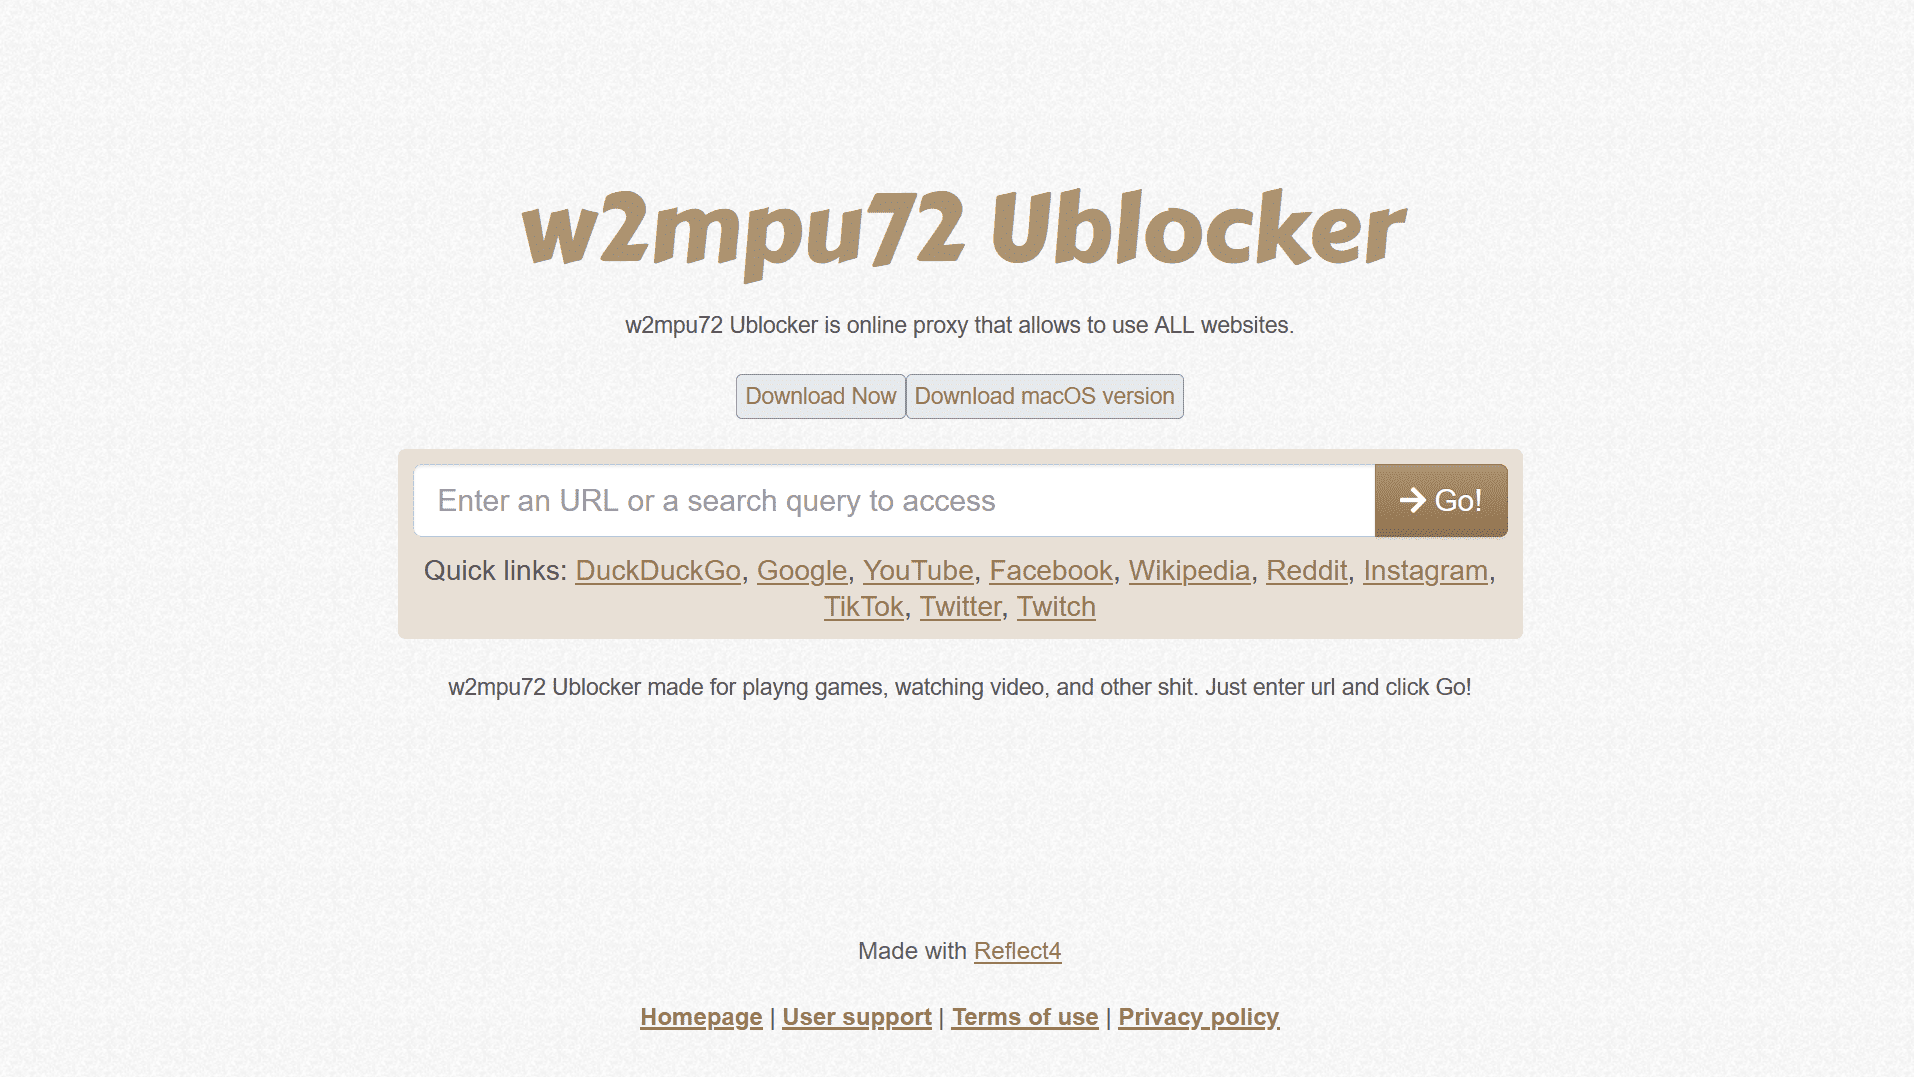 w2mpu72 Ublocker
w2mpu72 Ublocker is online proxy that allows to use ALL websites.
Download Now Download macOS version
Enter an URL or a search query to access Go!
Quick links: DuckDuckGo, Google, YouTube, Facebook, Wikipedia, Reddit, Instagram,
TikTok, Twitter, Twitch
w2mpu72 Ublocker made for playng games, watching video, and other shit. Just enter url and click Go!
Made with Reflect4
Homepage | User support | Terms of use | Privacy policy